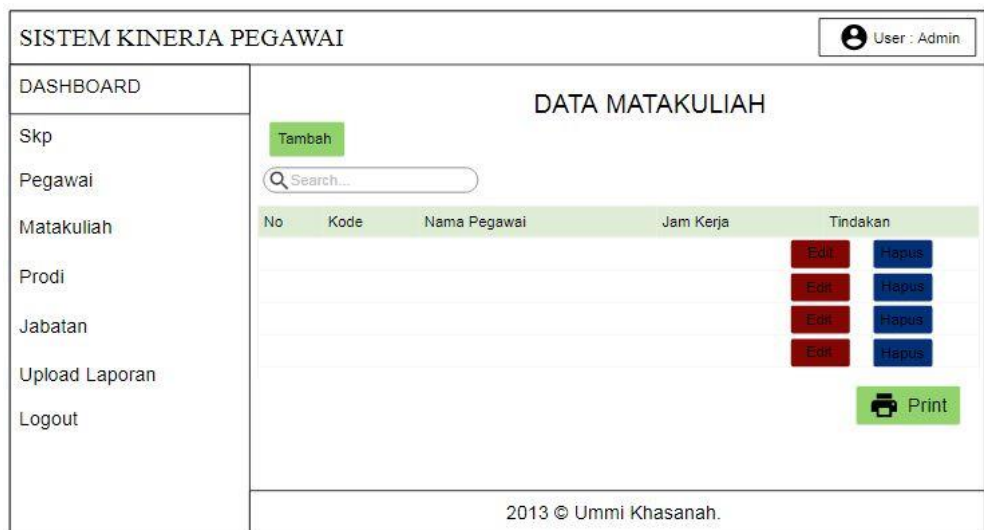 SISTEM KINERJA PEGAWAI
User : Admin
DASHBOARD
Skp
Pegawai
Matakuliah
Prodi
Jabatan
Upload Laporan
Logout
DATA MATAKULIAH
Tambah
Search...
No Kode Nama Pegawai Jam Kerja Tindakan
Edit Hapus
Edit Hapus
Edit Hapus
Edit Hapus
Print
2013 © Ummi Khasanah.